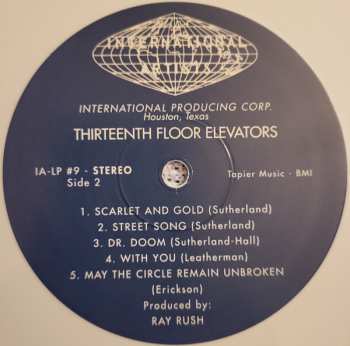 INTERNATIONAL
ARTISTS
INTERNATIONAL PRODUCING CORP.
Houston, Texas
THIRTEENTH FLOOR ELEVATORS
IA-LP #9 - STEREO
Side 2
Tapier Music - BMI
1. SCARLET AND GOLD (Sutherland)
2. STREET SONG (Sutherland)
3. DR. DOOM (Sutherland-Hall)
4. WITH YOU (Leatherman)
5. MAY THE CIRCLE REMAIN UNBROKEN
(Erickson)
Produced by:
RAY RUSH